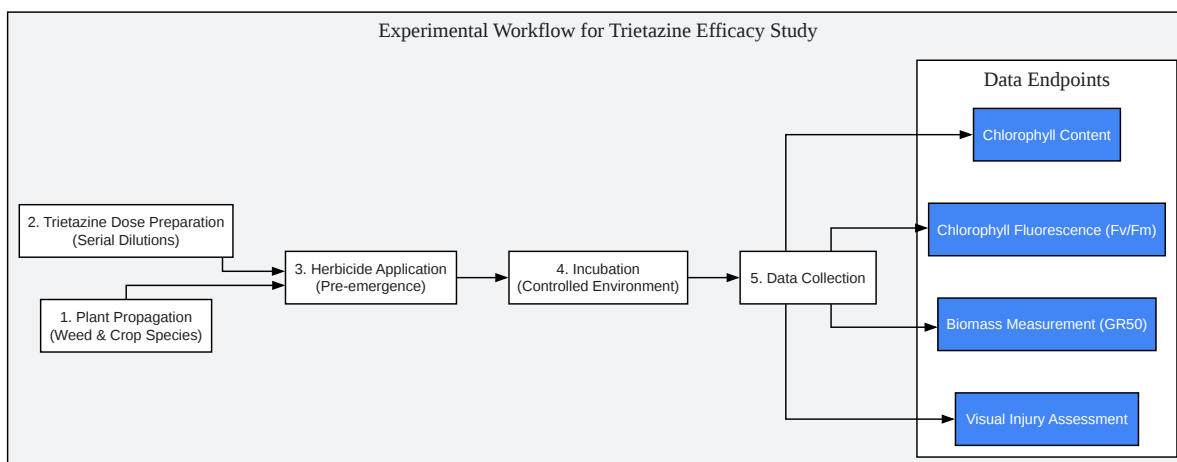 Experimental Workflow for Trietazine Efficacy Study
Data Endpoints
Chlorophyll Content
2. Trietazine Dose Preparation
(Serial Dilutions)
Chlorophyll Fluorescence (Fv/Fm)
3. Herbicide Application
(Pre-emergence)
4. Incubation
(Controlled Environment)
5. Data Collection
1. Plant Propagation
(Weed & Crop Species)
Biomass Measurement (GR50)
Visual Injury Assessment